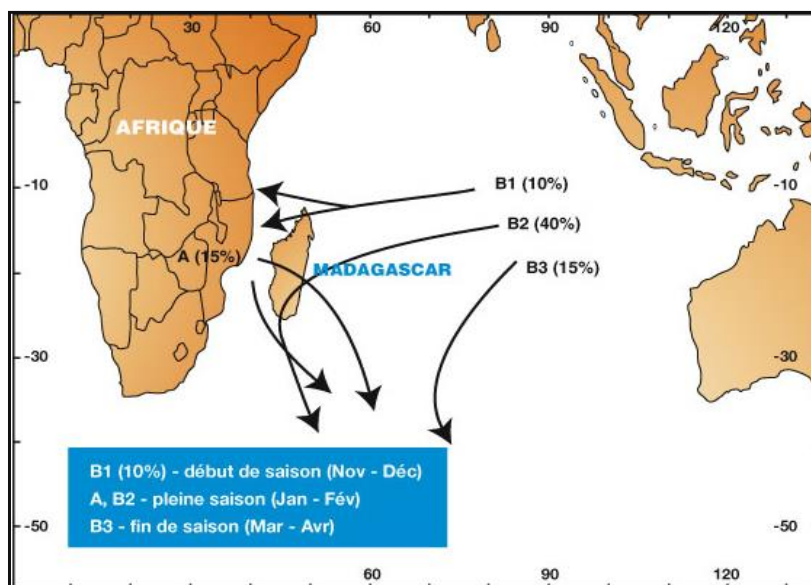 60
90
120
30
AFRIQUE
-10
B1 (10%)
-10
B2 (40%)
A (15%)
MADAGASCAR
B3 (15%)
-30
-30
B1 (10%) - début de saison (Nov - Déc)
A, B2 - pleine saison (Jan - Fév)
B3 - fin de saison (Mar - Avr)
-50
-50
30
60
90
120